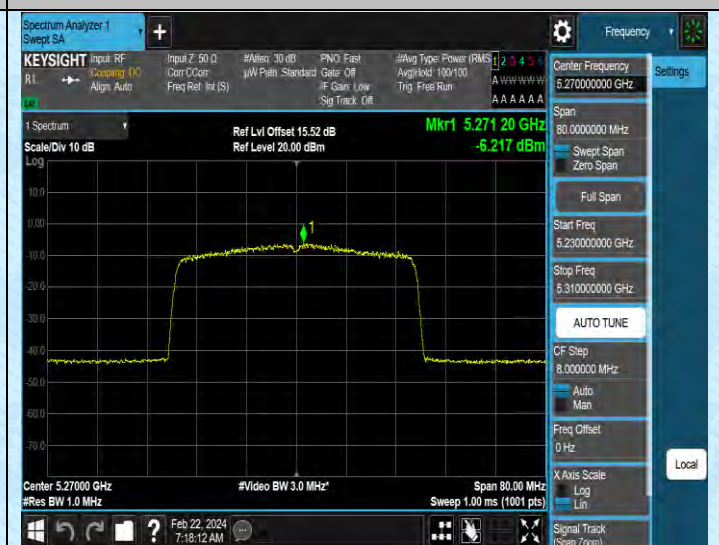 Spectrum Analyzer 1
Swept SA
+
Frequency
KEYSIGHT
RL
Input: RF
Coupling: DC
Align: Auto
Input Z: 50 Ω
Corr CCorr
Freq Ref: Int (S)
#Atten: 30 dB
µW Path: Standard
PNO: Fast
Gate: Off
IF Gain: Low
Sig Track: Off
#Avg Type: Power (RMS)
Avg|Hold: 100/100
Trig: Free Run
1 2 3 4 5 6
A W W W W W
A A A A A A
1 Spectrum
Scale/Div 10 dB
Log
Ref Lvl Offset 15.52 dB
Ref Level 20.00 dBm
Mkr1 5.271 20 GHz
-6.217 dBm
10.0
0.00
-10.0
-20.0
-30.0
-40.0
-50.0
-60.0
-70.0
1
Center 5.27000 GHz
#Res BW 1.0 MHz
#Video BW 3.0 MHz*
Span 80.00 MHz
Sweep 1.00 ms (1001 pts)
Center Frequency
5.270000000 GHz
Settings
Span
80.0000000 MHz
Swept Span
Zero Span
Full Span
Start Freq
5.230000000 GHz
Stop Freq
5.310000000 GHz
AUTO TUNE
CF Step
8.000000 MHz
Auto
Man
Freq Offset
0 Hz
X Axis Scale
Log
Lin
Signal Track
(Span Zoom)
Local
?
Feb 22, 2024
7:18:12 AM